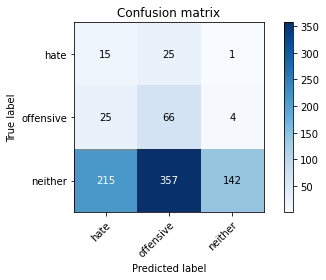 Confusion matrix
True label
hate 15 25 1
offensive 25 66 4
neither 215 357 142
hate offensive neither
Predicted label
350
300
250
200
150
100
50